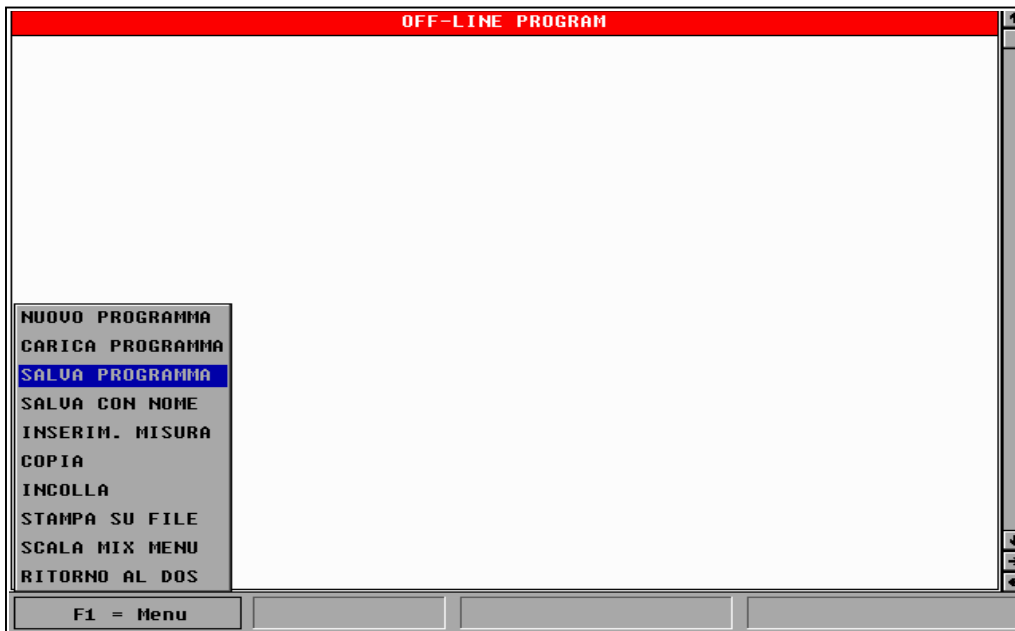 OFF-LINE PROGRAM
NUOVO PROGRAMMA
CARICA PROGRAMMA
SALVA PROGRAMMA
SALVA CON NOME
INSERIM. MISURA
COPIA
INCOLLA
STAMPA SU FILE
SCALA MIX MENU
RITORNO AL DOS
F1 = Menu